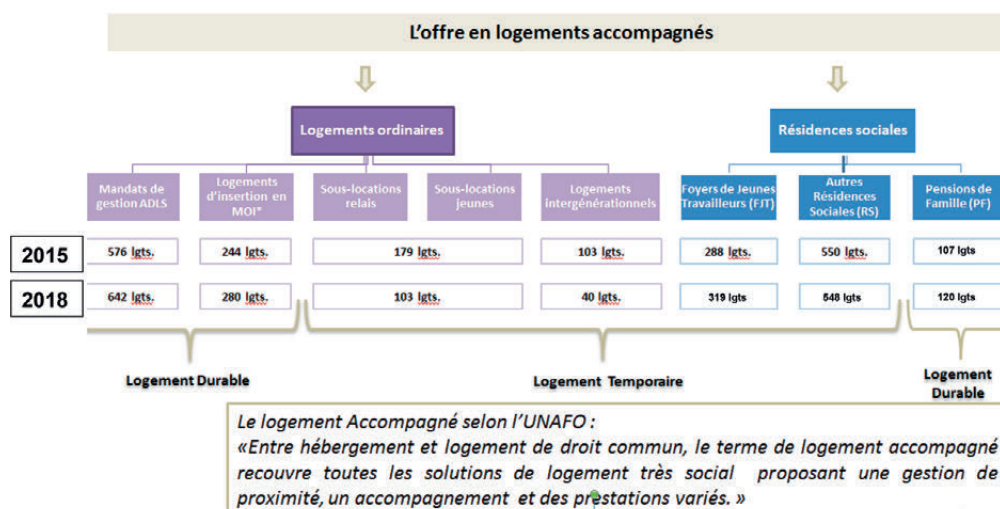 L'offre en logements accompagnés
Logements ordinaires
Résidences sociales
Mandats de
gestion ADLS
Logements
d'insertion en
MOI*
Sous-locations
relais
Sous-locations
jeunes
Logements
intergénérationnels
Foyers de Jeunes
Travailleurs (FJT)
Autres
Résidences
Sociales (RS)
Pensions de
Famille (PF)
2015
576 lgts.
244 lgts.
179 lgts.
103 lgts.
288 lgts.
550 lgts.
107 lgts
2018
642 lgts.
280 lgts.
103 lgts.
40 lgts.
319 lgts
548 lgts
120 lgts
Logement Durable
Logement Temporaire
Logement
Durable
Le logement Accompagné selon l'UNAFO :
«Entre hébergement et logement de droit commun, le terme de logement accompagné
recouvre toutes les solutions de logement très social proposant une gestion de
proximité, un accompagnement et des prestations variés. »